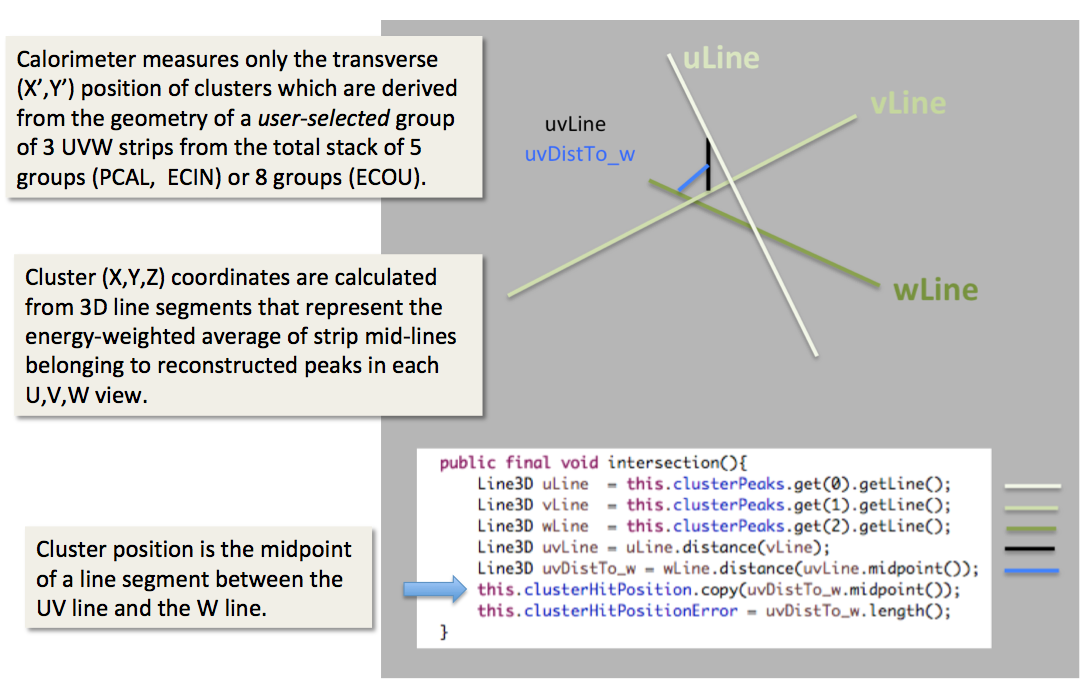 Calorimeter measures only the transverse
(X’,Y’) position of clusters which are derived
from the geometry of a user-selected group
of 3 UVW strips from the total stack of 5
groups (PCAL,  ECIN) or 8 groups (ECOU).
uLine
vLine
uvLine
uvDistTo_w
wLine
Cluster (X,Y,Z) coordinates are calculated
from 3D line segments that represent the
energy-weighted average of strip mid-lines
belonging to reconstructed peaks in each
U,V,W view.
Cluster position is the midpoint
of a line segment between the
UV line and the W line.
public final void intersection(){
    Line3D uLine  = this.clusterPeaks.get(0).getLine();
    Line3D vLine  = this.clusterPeaks.get(1).getLine();
    Line3D wLine  = this.clusterPeaks.get(2).getLine();
    Line3D uvLine = uLine.distance(vLine);
    Line3D uvDistTo_w = wLine.distance(uvLine.midpoint());
    this.clusterHitPosition.copy(uvDistTo_w.midpoint());
    this.clusterHitPositionError = uvDistTo_w.length();
}